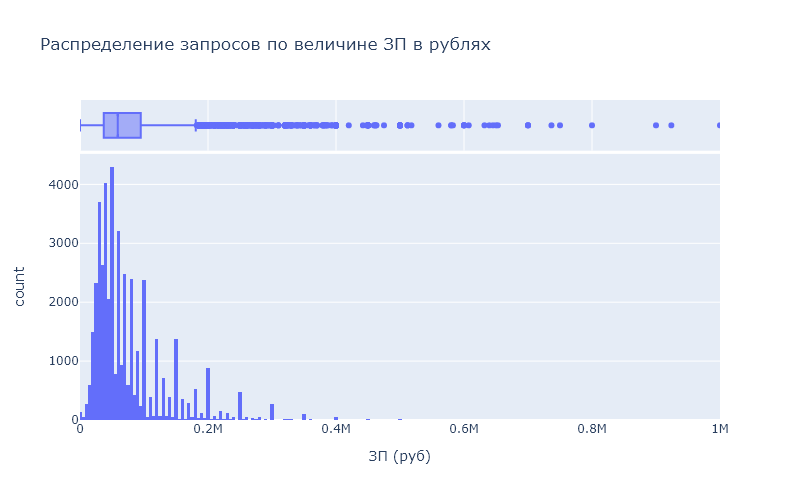 Распределение запросов по величине ЗП в рублях
4000
3000
2000
1000
0
count
0 0.2M 0.4M 0.6M 0.8M 1M
ЗП (руб)